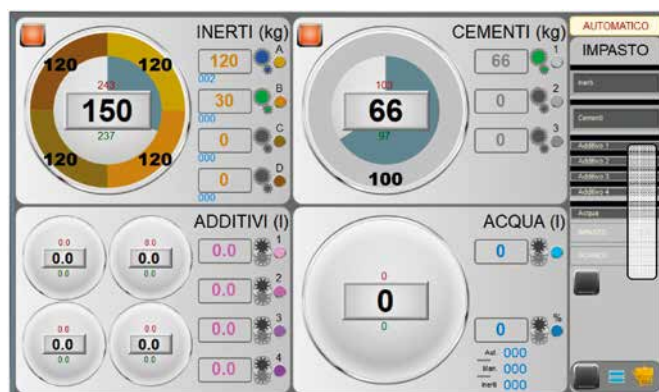 INERTI (kg)
120
120
120
120
243
150
237
120
A
002
30
B
000
0
C
000
0
D
000
CEMENTI (kg)
103
66
97
100
66
1
0
2
0
3
ADDITIVI (l)
0.0
0.0
0.0
0.0
0.0
0.0
0.0
0.0
0.0
0.0
0.0
0.0
0.0
1
0.0
2
0.0
3
0.0
4
ACQUA (l)
0
0
0
0
0
%
Aut. 000
Man. 000
Inerti 000
AUTOMATICO
IMPASTO
Inerti
Cementi
Additivo 1
Additivo 2
Additivo 3
Additivo 4
Acqua
IMPASTO